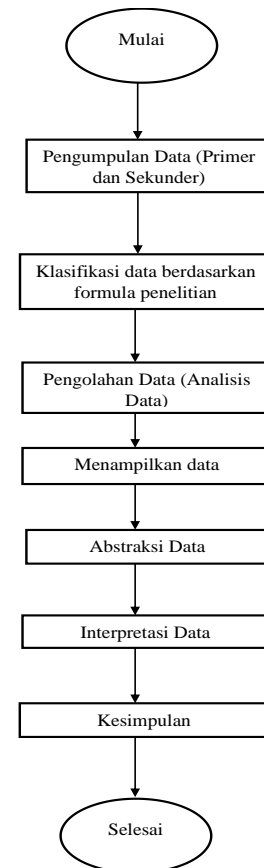 Mulai
Pengumpulan Data (Primer
dan Sekunder)
Klasifikasi data berdasarkan
formula penelitian
Pengolahan Data (Analisis
Data)
Menampilkan data
Abstraksi Data
Interpretasi Data
Kesimpulan
Selesai